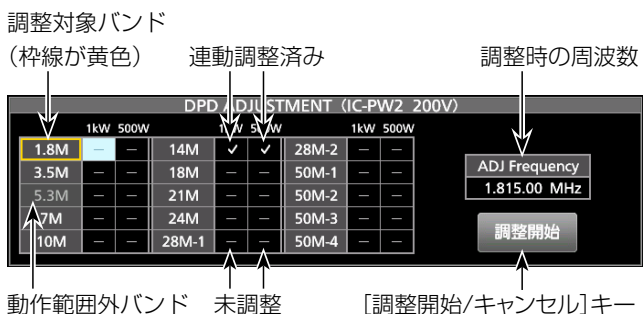 調整対象バンド
（枠線が黄色） 連動調整済み 調整時の周波数
DPD ADJUSTMENT （IC-PW2 200V）
1kW 500W 1kW 500W 1kW 500W
1.8M － － 14M ✓ ✓ 28M-2 － －
3.5M － － 18M － － 50M-1 － － ADJ Frequency
5.3M － － 21M － － 50M-2 － － 1.815.00 MHz
7M － － 24M － － 50M-3 － －
10M － － 28M-1 － － 50M-4 － － 調整開始
動作範囲外バンド 未調整 ［調整開始/キャンセル］キー